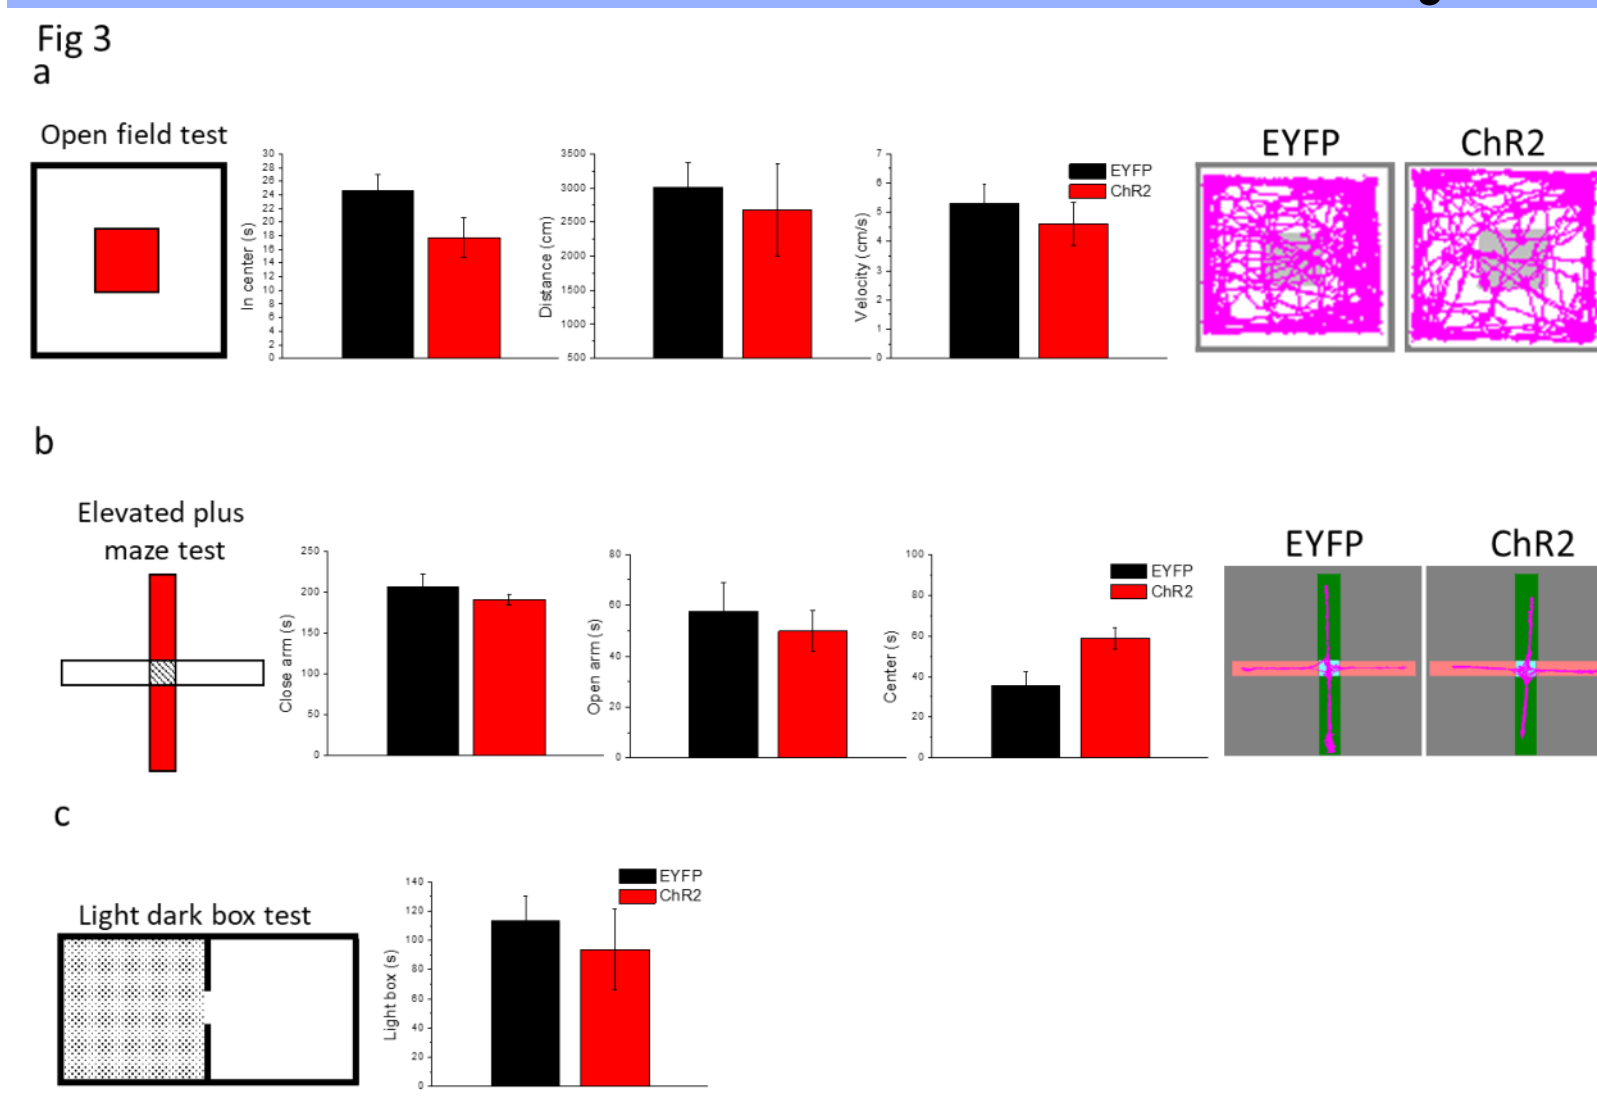 Fig 3
a
Open field test
30
28
26
24
22
20
18
16
14
12
10
8
6
4
2
0
In center (s)
3500
3000
2500
2000
1500
1000
500
Distance (cm)
7
6
5
4
3
2
1
0
Velocity (cm/s)
EYFP
ChR2
EYFP
ChR2
b
Elevated plus
maze test
250
200
150
100
50
0
Close arm (s)
80
60
40
20
0
Open arm (s)
100
80
60
40
20
0
Center (s)
EYFP
ChR2
EYFP
ChR2
c
Light dark box test
140
120
100
80
60
40
20
0
Light box (s)
EYFP
ChR2